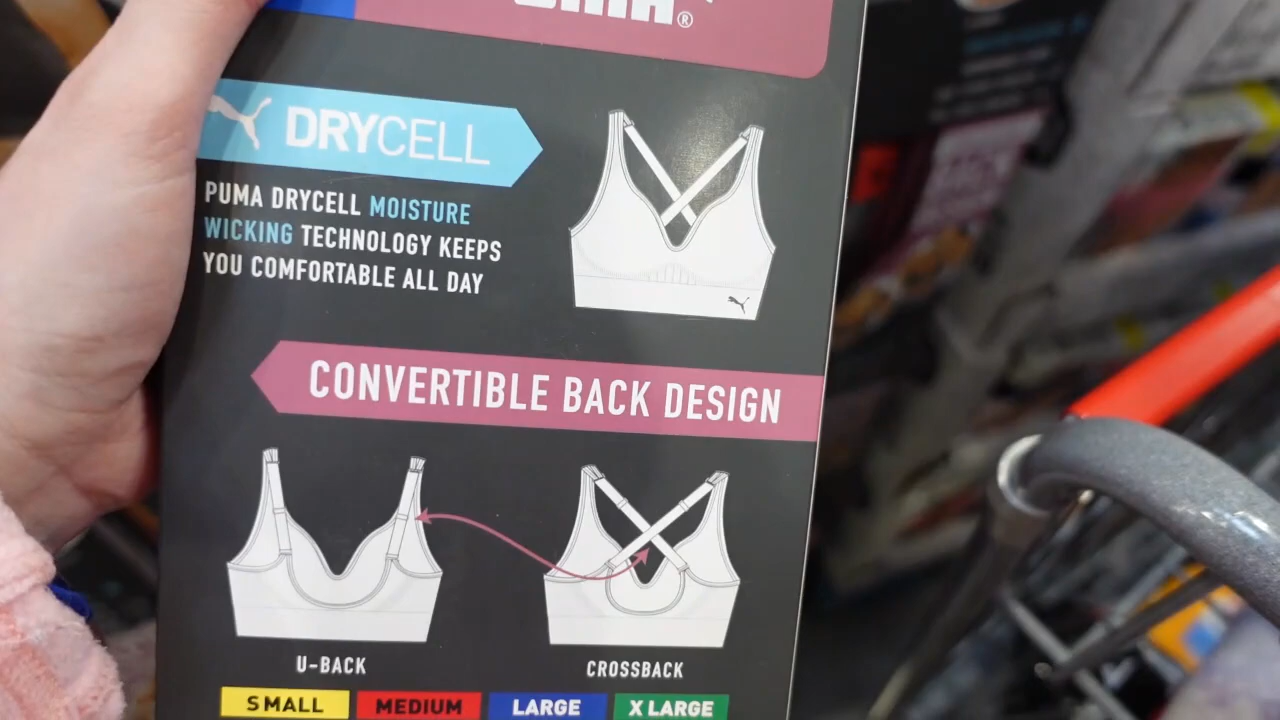 PUMA®
DRYCELL
PUMA DRYCELL MOISTURE
WICKING TECHNOLOGY KEEPS
YOU COMFORTABLE ALL DAY
CONVERTIBLE BACK DESIGN
U-BACK
CROSSBACK
SMALL
MEDIUM
LARGE
X LARGE